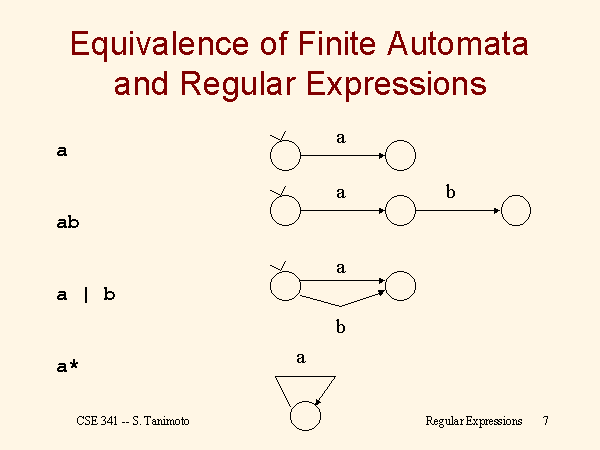 Equivalence of Finite Automata
and Regular Expressions
a
a
ab
a
b
a | b
a
b
a*
a
CSE 341 -- S. Tanimoto
Regular Expressions
7